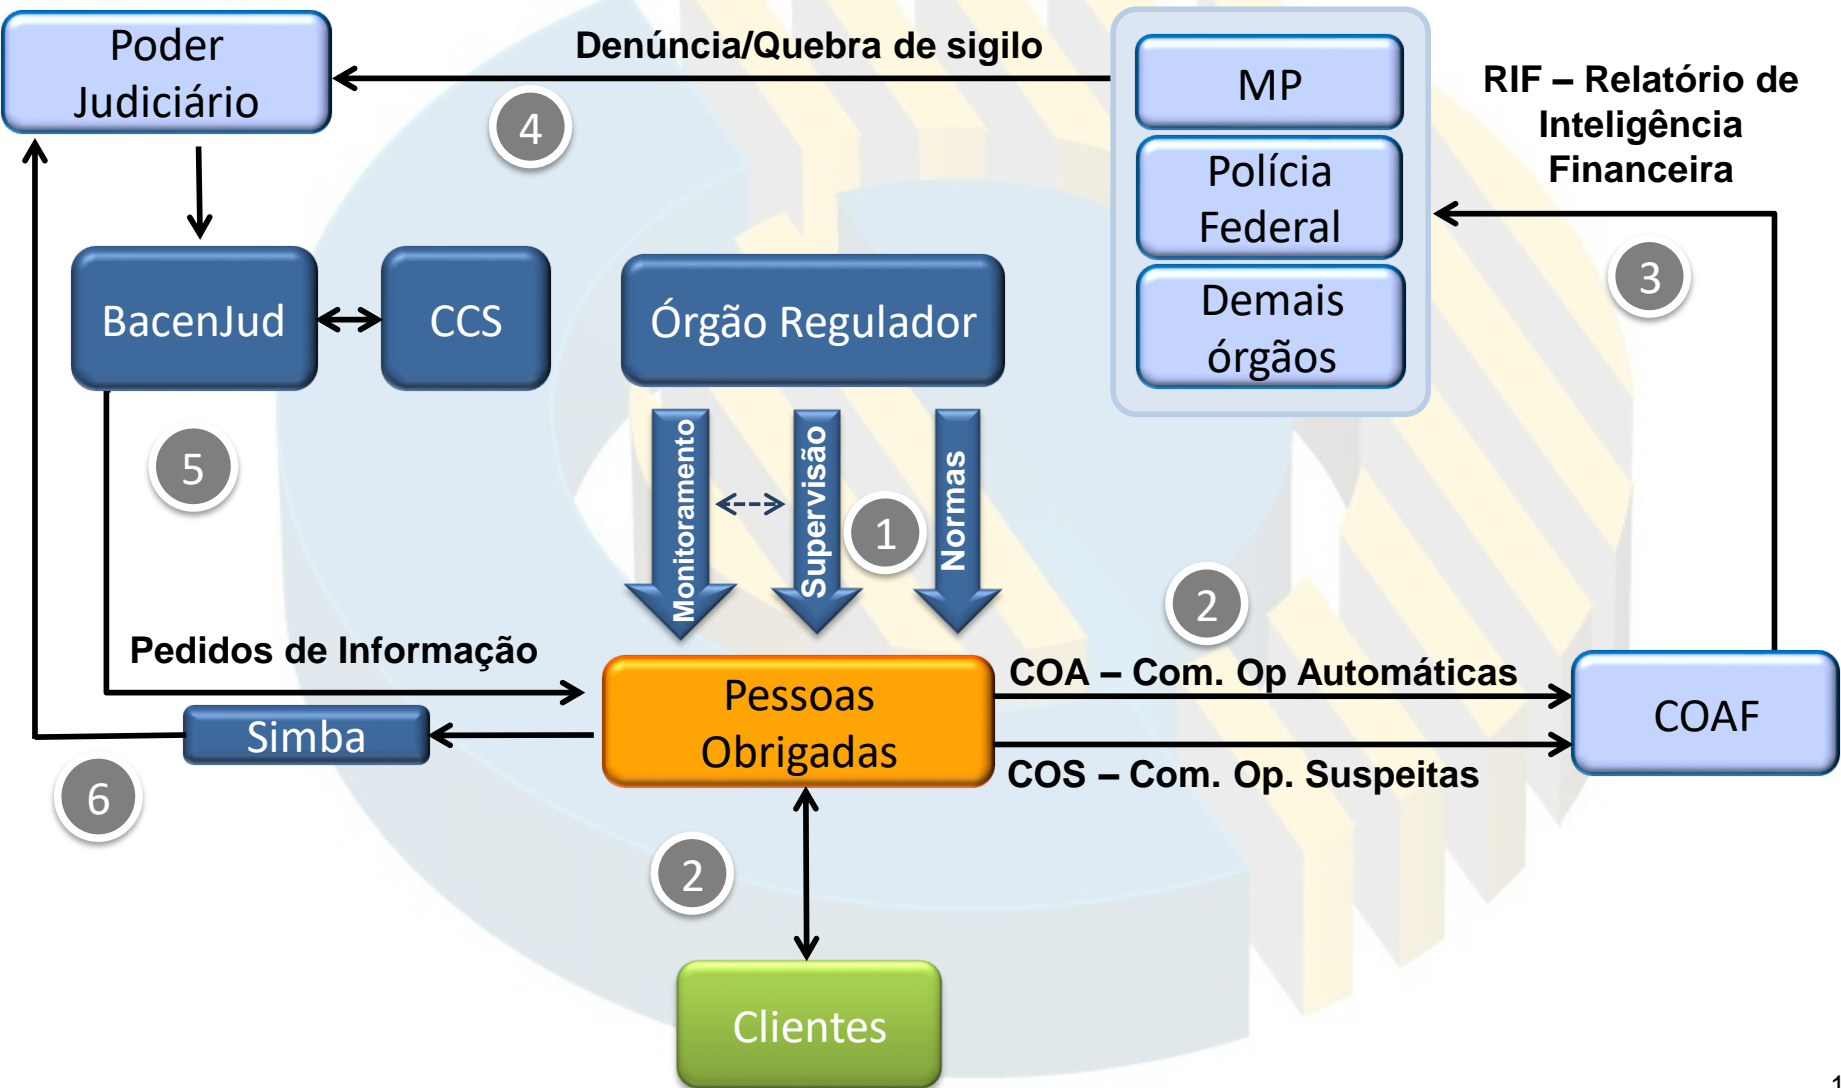 Poder
Judiciário
Denúncia/Quebra de sigilo
4
MP
Polícia
Federal
Demais
órgãos
RIF – Relatório de
Inteligência
Financeira
3
BacenJud
CCS
Órgão Regulador
5
Monitoramento
Supervisão
1
Normas
2
Pedidos de Informação
Simba
6
Pessoas
Obrigadas
COA – Com. Op Automáticas
COS – Com. Op. Suspeitas
COAF
2
Clientes
1